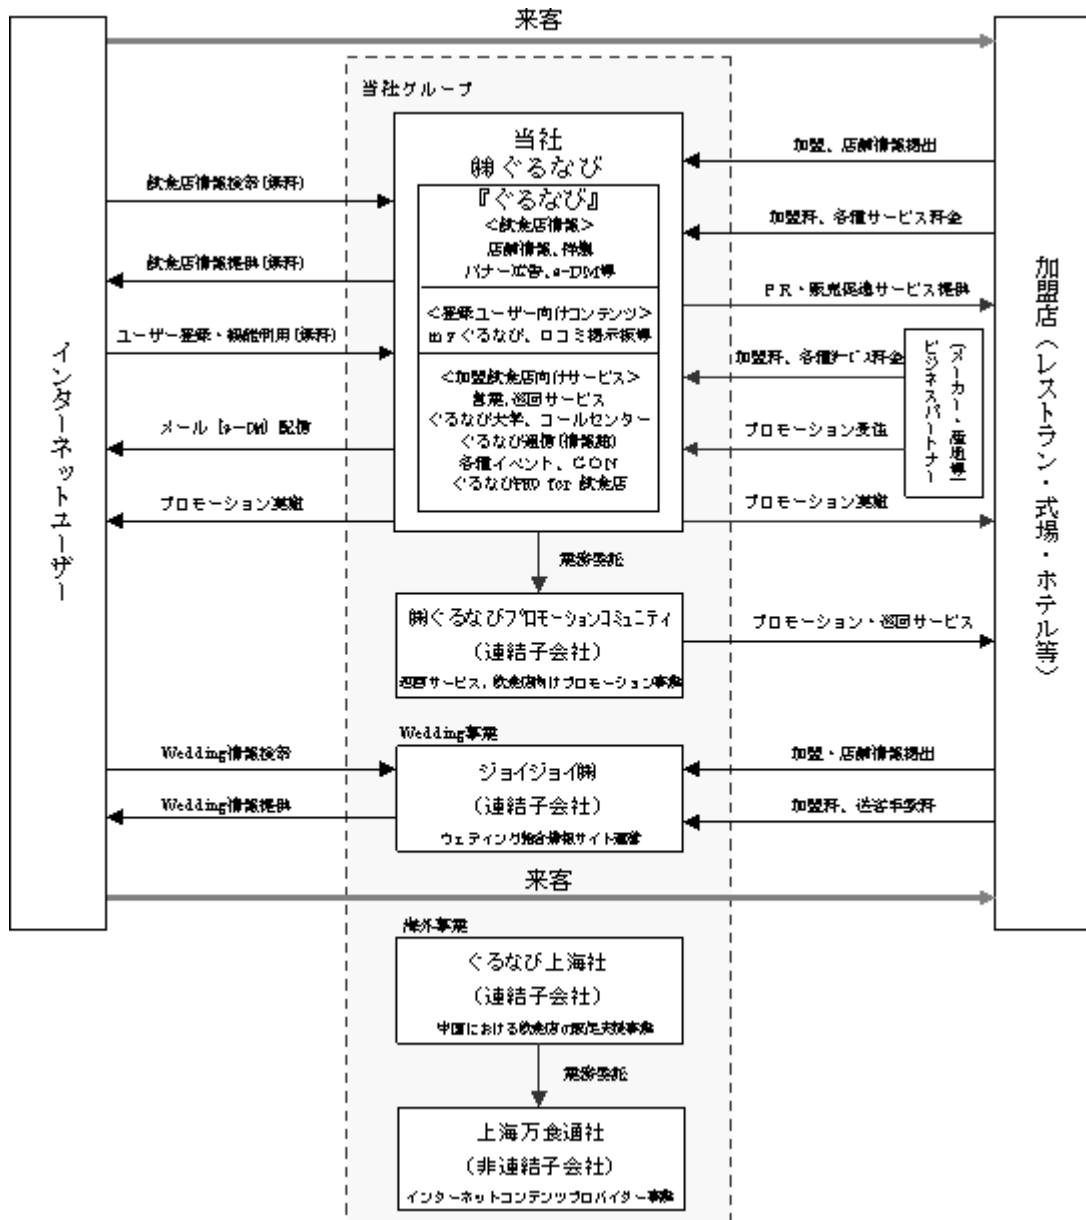 来客
当社グループ
当社
㈱ぐるなび
『ぐるなび』
<飲食店情報>
店舗情報、特集
バナー広告、e-DM等
<登録ユーザー向けコンテンツ>
myぐるなび、口コミ掲示板等
<加盟飲食店向けサービス>
営業、巡回サービス
ぐるなび大学、コールセンター
ぐるなび通信(情報誌)
各種イベント、GON
ぐるなびPRO for 飲食店
飲食店情報検索(無料)
飲食店情報提供(無料)
ユーザー登録・機能利用(無料)
メール(e-DM)配信
プロモーション実施
インターネットユーザー
加盟、店舗情報提出
加盟料、各種サービス料金
PR・販売促進サービス提供
加盟料、各種サービス料金
プロモーション受注
プロモーション実施
ビジネスパートナー
(メーカー・産地等)
加盟店(レストラン・式場・ホテル等)
業務委託
㈱ぐるなびプロモーションコミュニティ
(連結子会社)
巡回サービス、飲食店向けプロモーション事業
プロモーション・巡回サービス
Wedding事業
ジョイジョイ㈱
(連結子会社)
ウェディング総合情報サイト運営
Wedding情報検索
Wedding情報提供
加盟・店舗情報提出
加盟料、送客手数料
来客
海外事業
ぐるなび上海社
(連結子会社)
中国における飲食店の販促支援事業
業務委託
上海万食通社
(非連結子会社)
インターネットコンテンツプロバイダー事業